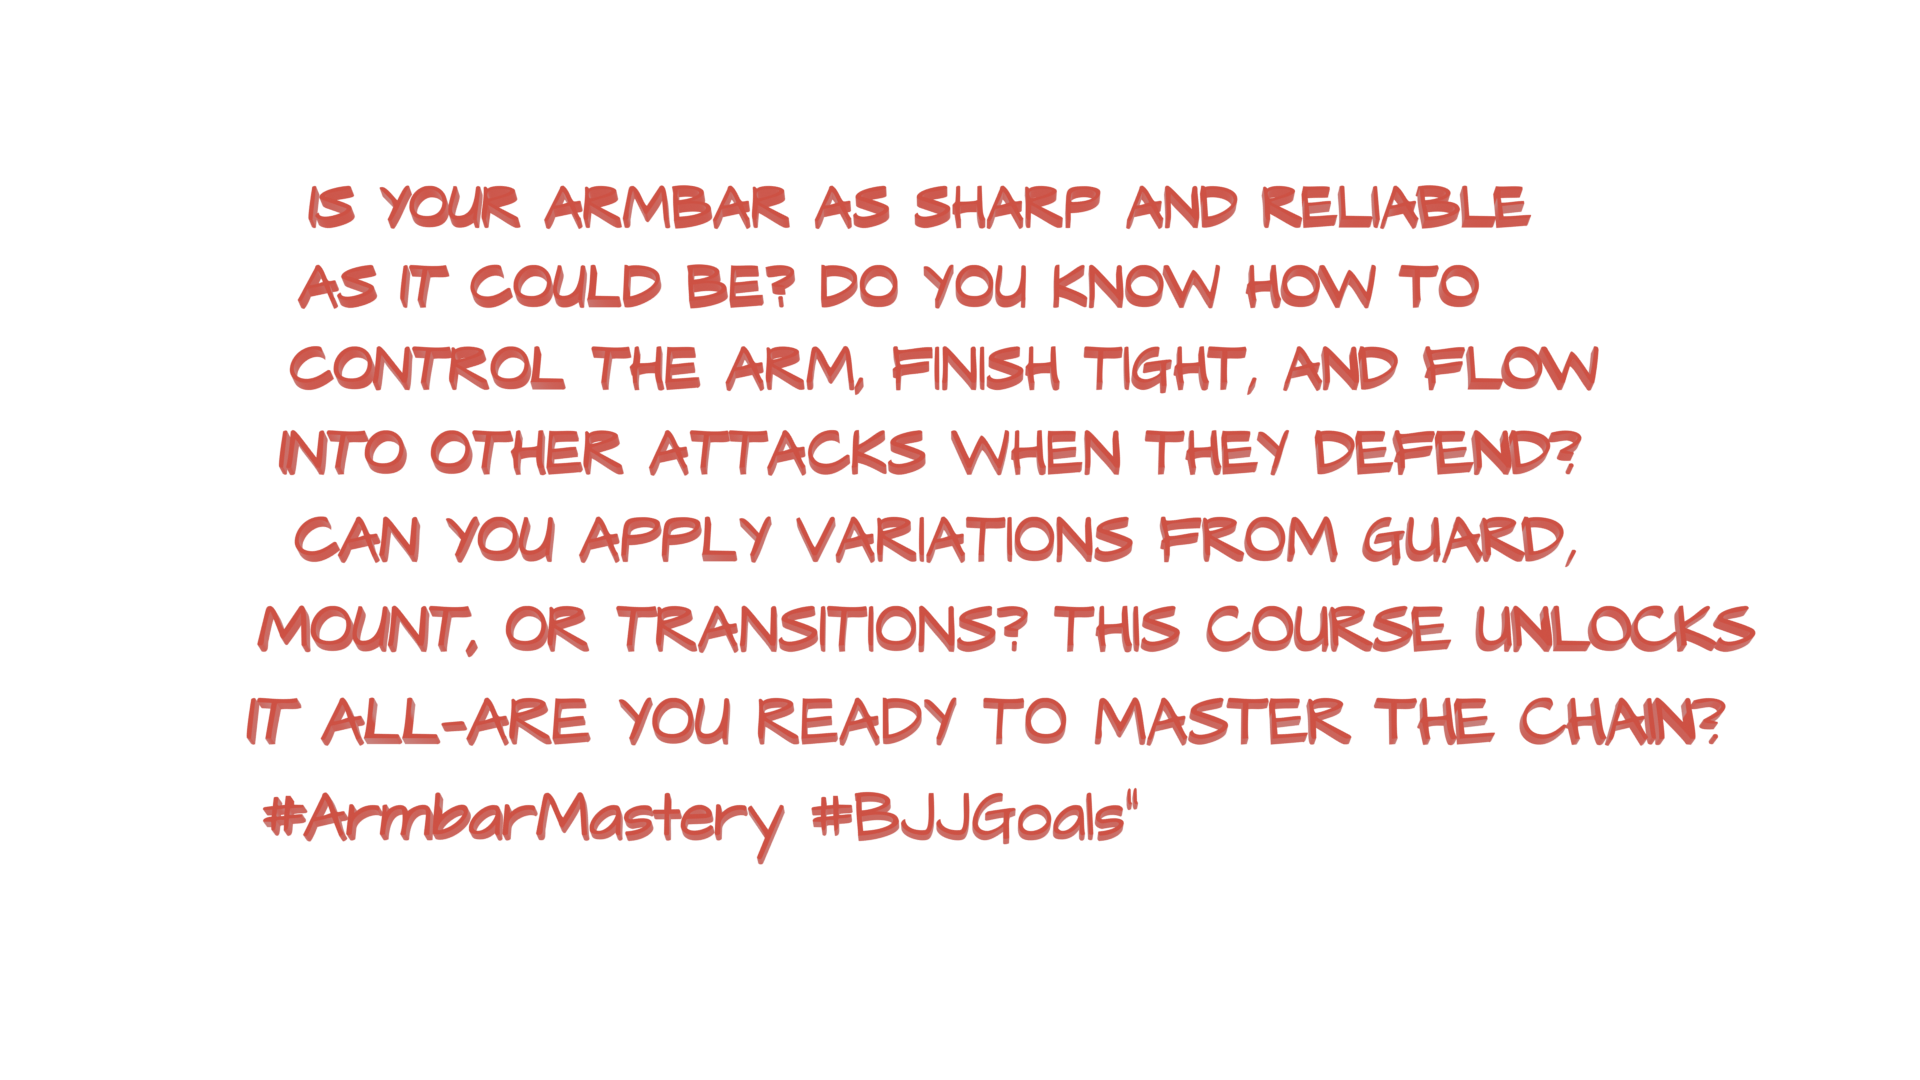 IS YOUR ARMBAR AS SHARP AND RELIABLE
AS IT COULD BE? DO YOU KNOW HOW TO
CONTROL THE ARM, FINISH TIGHT, AND FLOW
INTO OTHER ATTACKS WHEN THEY DEFEND?
CAN YOU APPLY VARIATIONS FROM GUARD,
MOUNT, OR TRANSITIONS? THIS COURSE UNLOCKS
IT ALL-ARE YOU READY TO MASTER THE CHAIN?
#ArmbarMastery #BJJGoals"